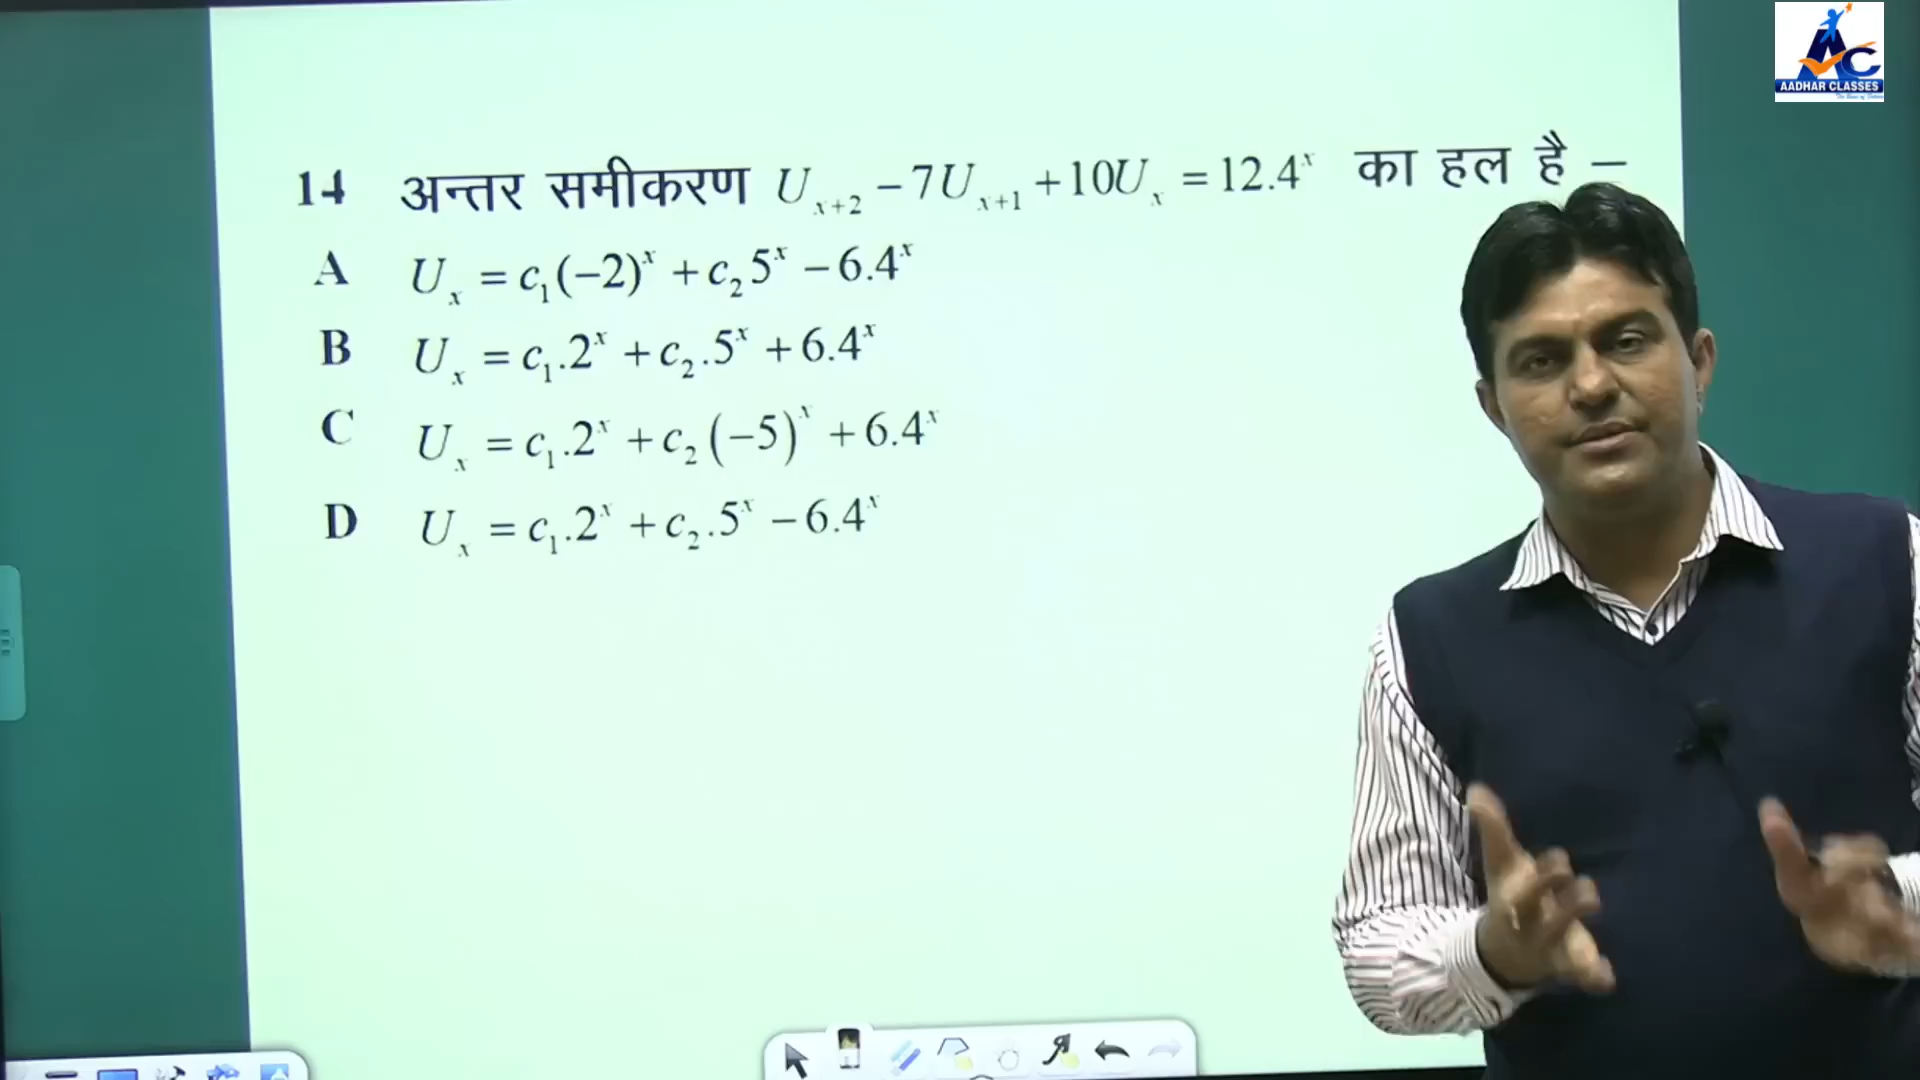 AADHAR CLASSES
14 अन्तर समीकरण U_{x+2} − 7U_{x+1} + 10U_x = 12.4^x का हल है −
A U_x = c_1(−2)^x + c_2 5^x − 6.4^x
B U_x = c_1.2^x + c_2.5^x + 6.4^x
C U_x = c_1.2^x + c_2(−5)^x + 6.4^x
D U_x = c_1.2^x + c_2.5^x − 6.4^x